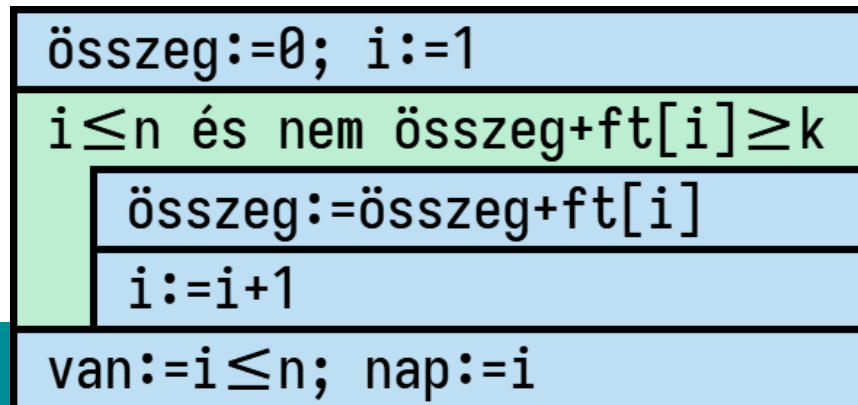 összeg:=0; i:=1
i≤n és nem összeg+ft[i]≥k
összeg:=összeg+ft[i]
i:=i+1
van:=i≤n; nap:=i